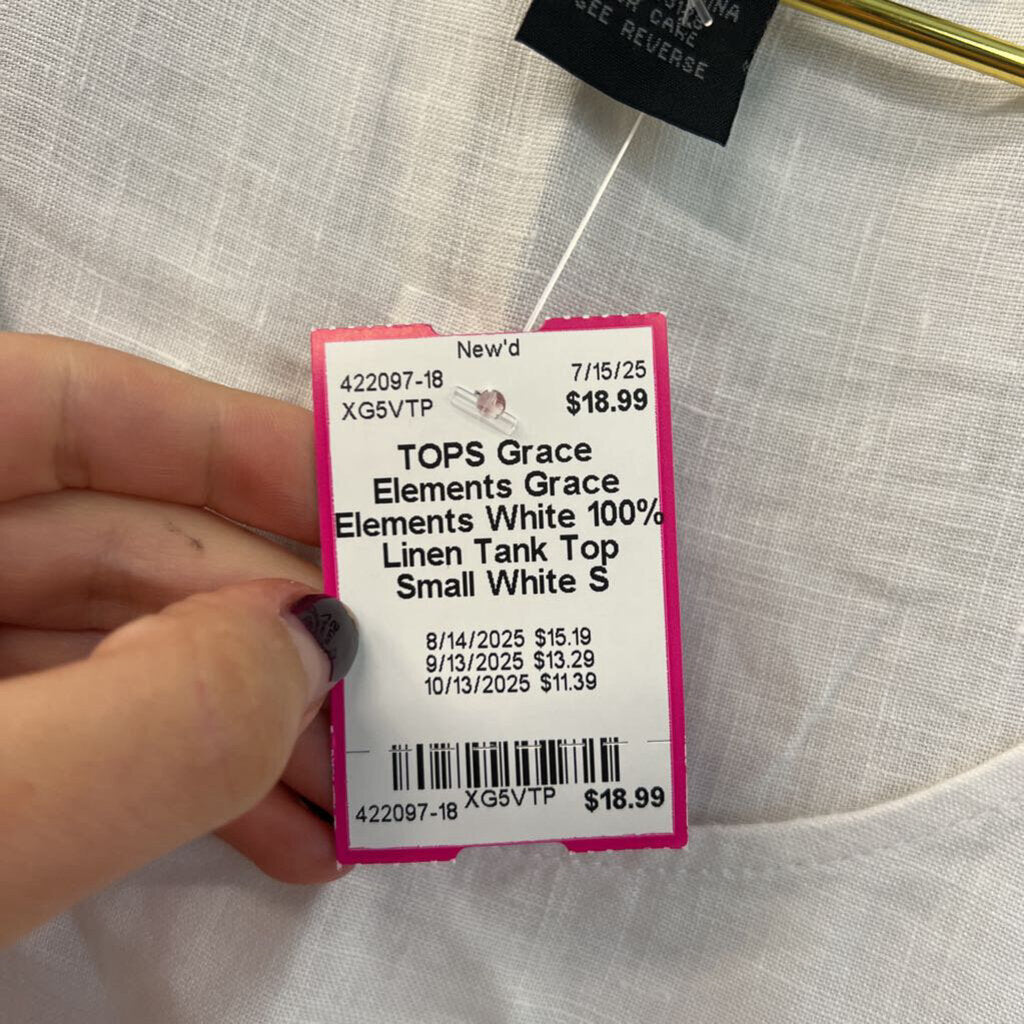 CARE
SEE REVERSE
New'd
422097-18 7/15/25
XG5VTP $18.99
TOPS Grace
Elements Grace
Elements White 100%
Linen Tank Top
Small White S
8/14/2025 $15.19
9/13/2025 $13.29
10/13/2025 $11.39
422097-18 XG5VTP $18.99